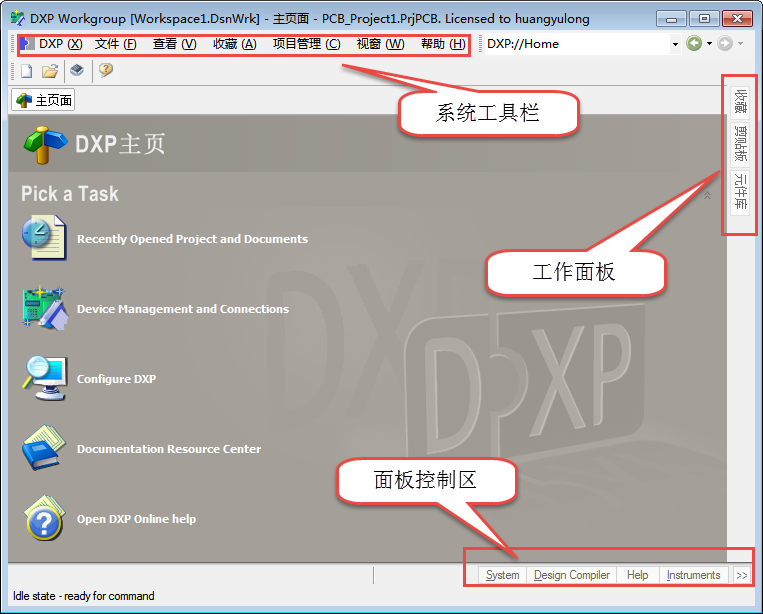 DXP Workgroup [Workspace1.DsnWrk] - 主页面 - PCB_Project1.PrjPCB. Licensed to huangyulong
DXP (X) 文件 (F) 查看 (V) 收藏 (A) 项目管理 (C) 视窗 (W) 帮助 (H) DXP://Home
系统工具栏
主页面
收藏
剪贴板
元件库
DXP主页
Pick a Task
Recently Opened Project and Documents
工作面板
Device Management and Connections
DXP
DXP
Configure DXP
Documentation Resource Center
面板控制区
Open DXP Online help
System Design Compiler Help Instruments >>
Idle state - ready for command